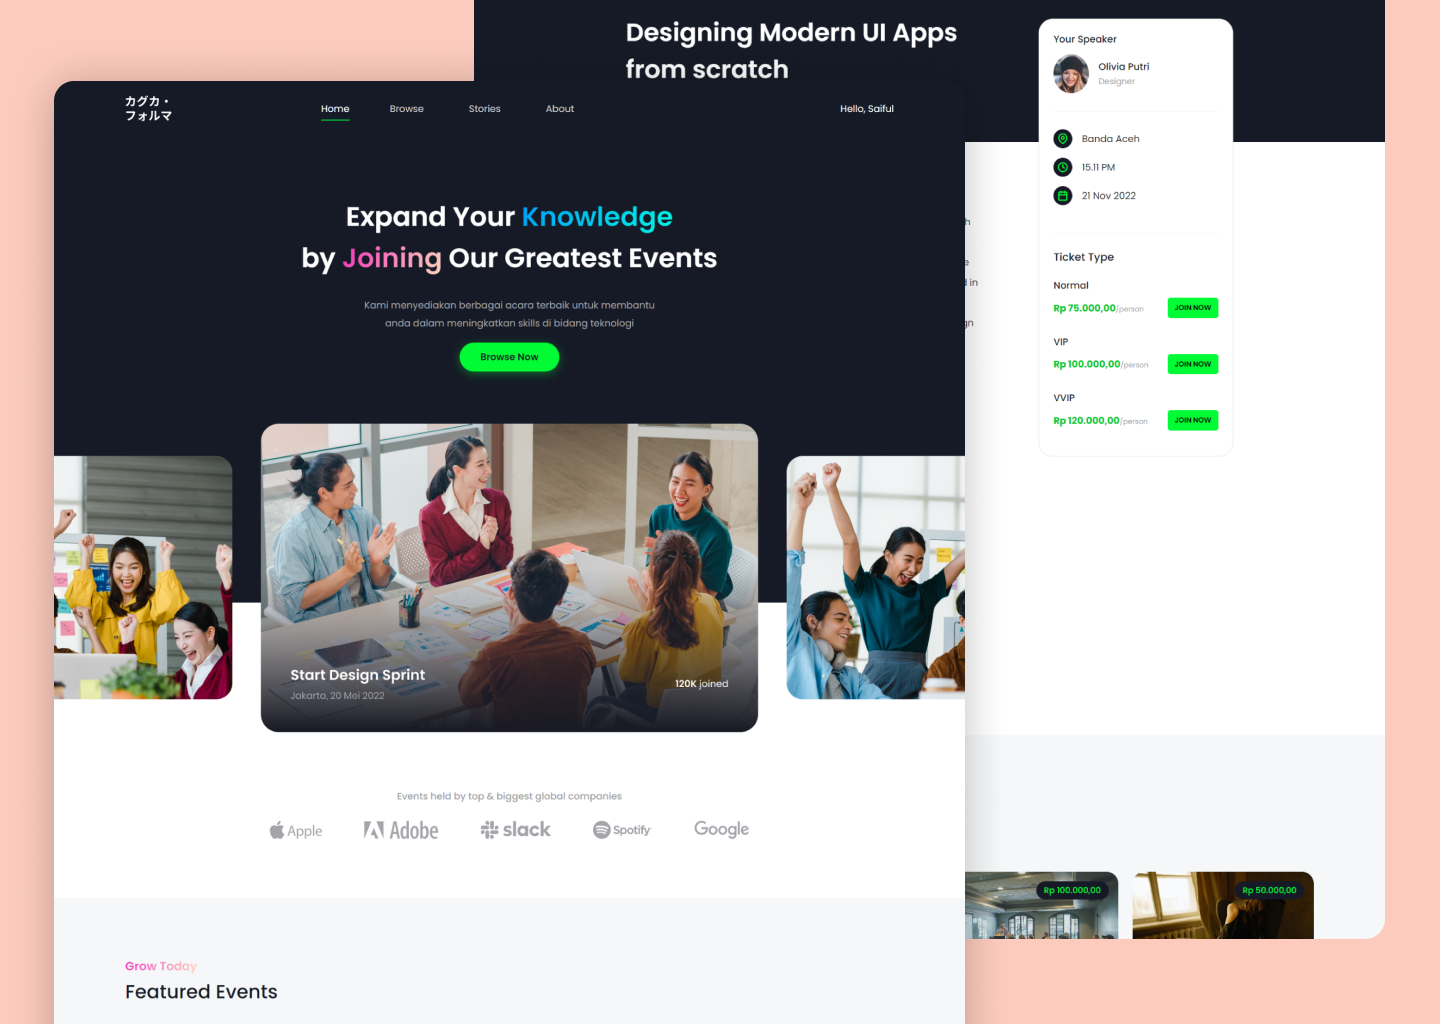 Designing Modern UI Apps
from scratch
Your Speaker
Olivia Putri
Designer
Banda Aceh
15.11 PM
21 Nov 2022
Ticket Type
Normal
Rp 75.000,00/person
JOIN NOW
VIP
Rp 100.000,00/person
JOIN NOW
VVIP
Rp 120.000,00/person
JOIN NOW
Rp 100.000,00
Rp 50.000,00
カグカ・
フォルマ
Home
Browse
Stories
About
Hello, Saiful
Expand Your Knowledge
by Joining Our Greatest Events
Kami menyediakan berbagai acara terbaik untuk membantu
anda dalam meningkatkan skills di bidang teknologi
Browse Now
Start Design Sprint
Jakarta, 20 Mei 2022
120K joined
Events held by top & biggest global companies
Apple
Adobe
slack
Spotify
Google
Grow Today
Featured Events